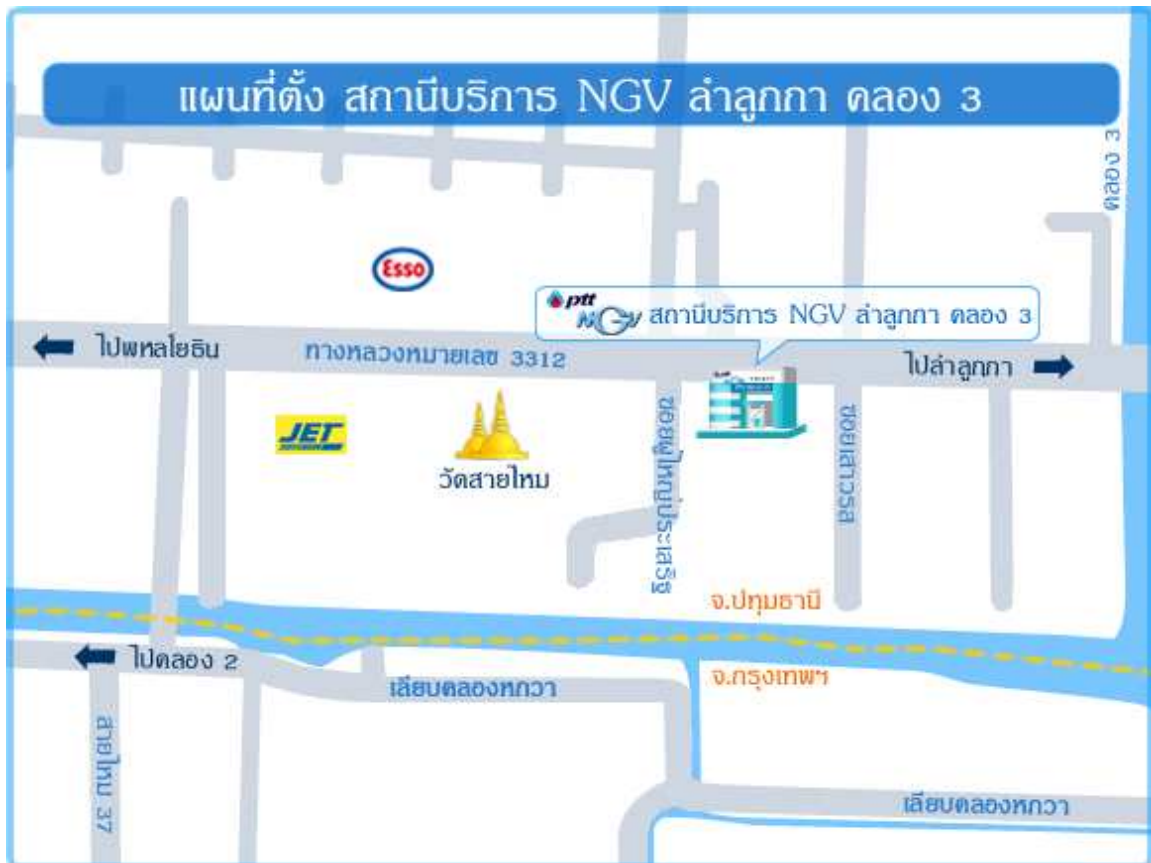 แผนที่ตั้ง สถานีบริการ NGV ลำลูกกา คลอง 3
คลอง 3
Esso
ptt
NGV สถานีบริการ NGV ลำลูกกา คลอง 3
ไปพหลโยธิน
ทางหลวงหมายเลข 3312
ไปลำลูกกา
JET
วัดสายไหม
ซอยผู้ใหญ่ประเสริฐ
ซอยเสาวรส
จ.ปทุมธานี
ไปคลอง 2
จ.กรุงเทพฯ
เลียบคลองหกวา
สายไหม 37
เลียบคลองหกวา